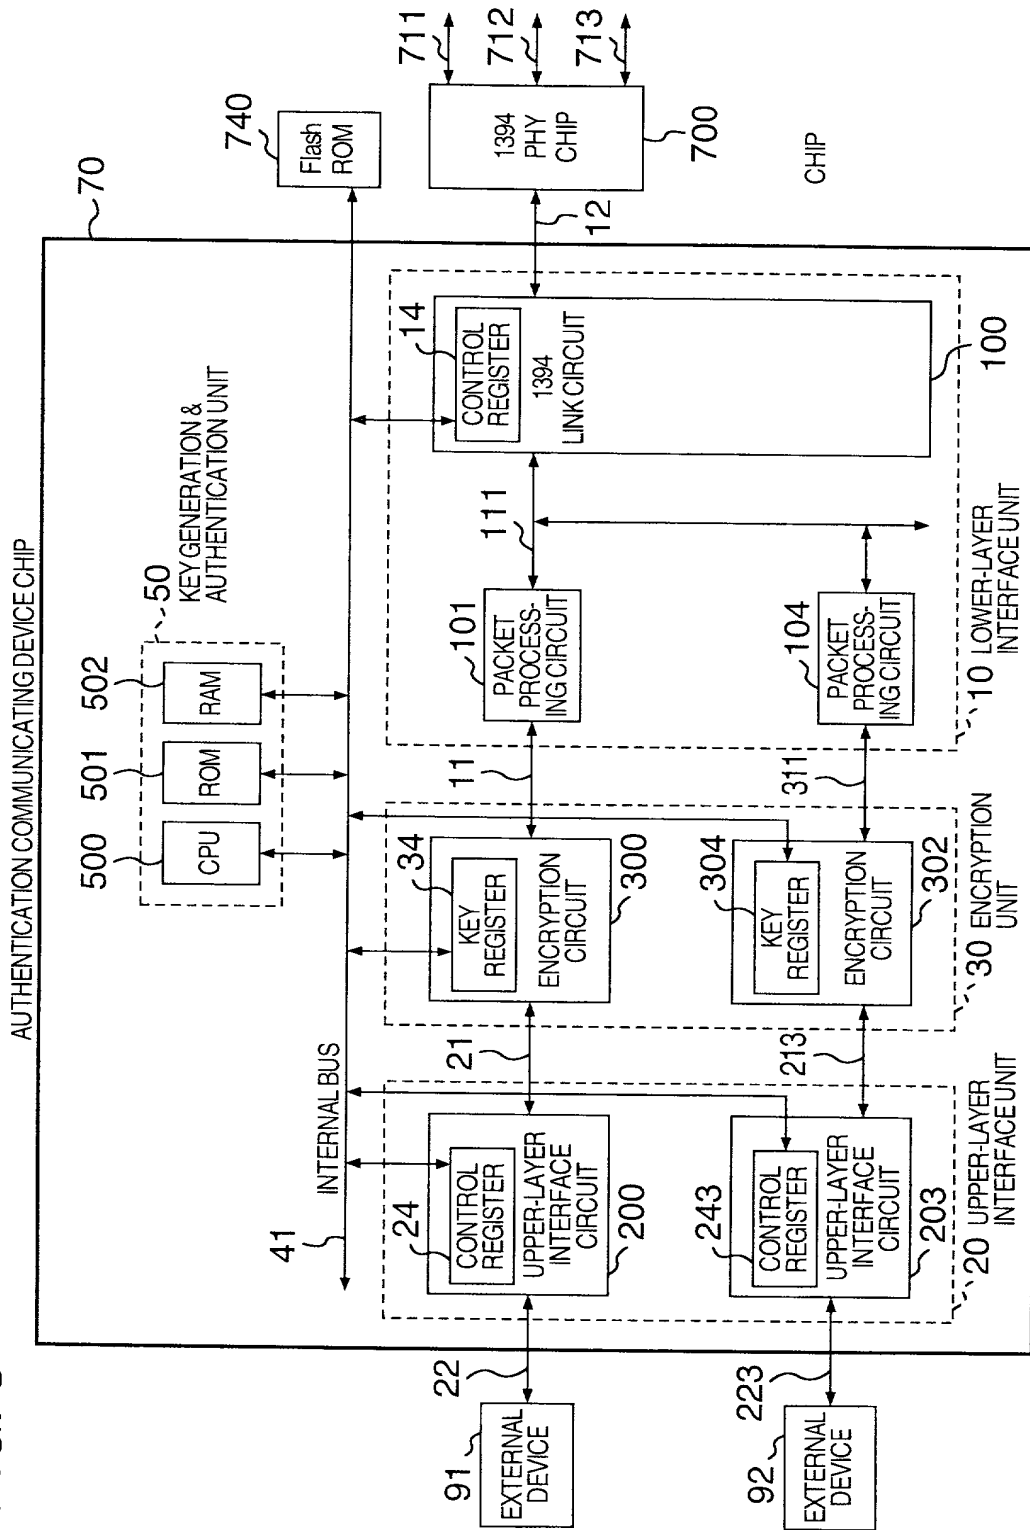 AUTHENTICATION COMMUNICATING DEVICE CHIP
70
50
KEY GENERATION &
AUTHENTICATION UNIT
500
501
502
CPU
ROM
RAM
740
Flash
ROM
41
INTERNAL BUS
91
EXTERNAL
DEVICE
22
24
CONTROL
REGISTER
UPPER-LAYER
INTERFACE
CIRCUIT
200
21
34
KEY
REGISTER
ENCRYPTION
CIRCUIT
300
11
101
PACKET
PROCESS-
ING CIRCUIT
111
14
CONTROL
REGISTER
1394
LINK CIRCUIT
100
12
1394
PHY
CHIP
700
711
712
713
CHIP
92
EXTERNAL
DEVICE
223
243
CONTROL
REGISTER
UPPER-LAYER
INTERFACE
CIRCUIT
203
213
304
KEY
REGISTER
ENCRYPTION
CIRCUIT
302
311
104
PACKET
PROCESS-
ING CIRCUIT
20 UPPER-LAYER
INTERFACE UNIT
30 ENCRYPTION
UNIT
10 LOWER-LAYER
INTERFACE UNIT